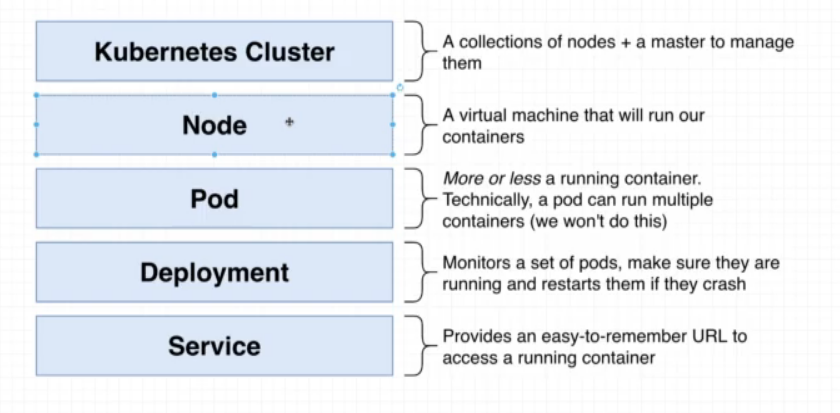 Kubernetes Cluster
A collections of nodes + a master to manage
them
Node
A virtual machine that will run our
containers
Pod
More or less a running container.
Technically, a pod can run multiple
containers (we won't do this)
Deployment
Monitors a set of pods, make sure they are
running and restarts them if they crash
Service
Provides an easy-to-remember URL to
access a running container